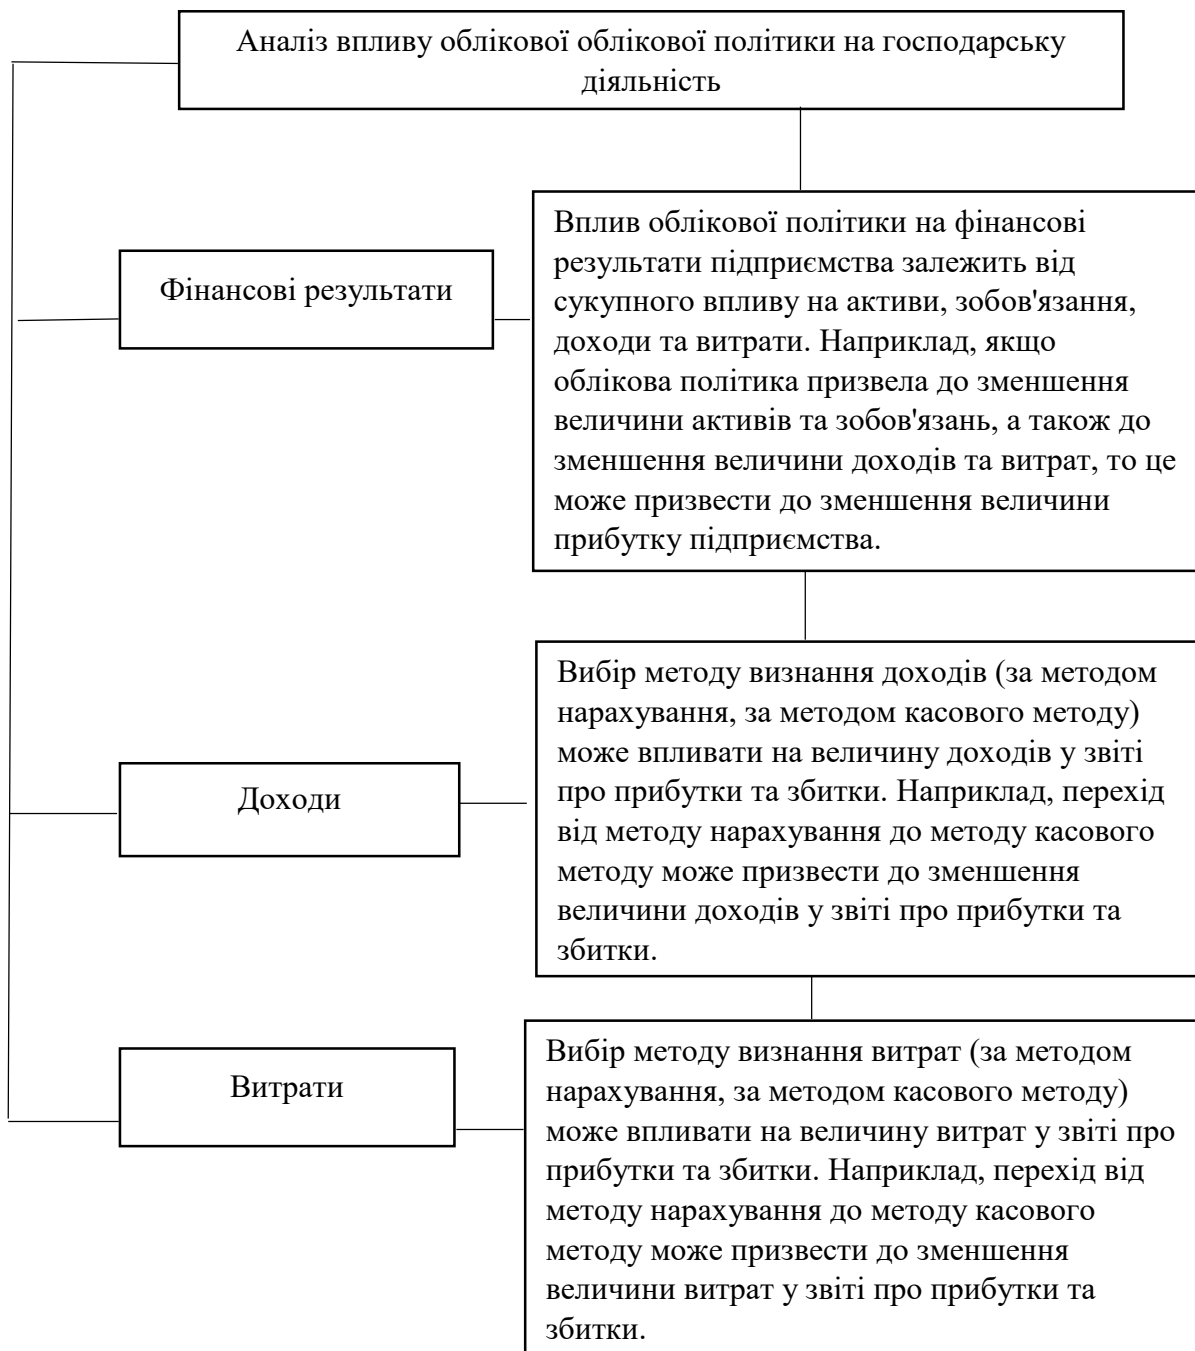 Аналіз впливу облікової облікової політики на господарську
діяльність
Фінансові результати
Вплив облікової політики на фінансові
результати підприємства залежить від
сукупного впливу на активи, зобов'язання,
доходи та витрати. Наприклад, якщо
облікова політика призвела до зменшення
величини активів та зобов'язань, а також до
зменшення величини доходів та витрат, то це
може призвести до зменшення величини
прибутку підприємства.
Доходи
Вибір методу визнання доходів (за методом
нарахування, за методом касового методу)
може впливати на величину доходів у звіті
про прибутки та збитки. Наприклад, перехід
від методу нарахування до методу касового
методу може призвести до зменшення
величини доходів у звіті про прибутки та
збитки.
Витрати
Вибір методу визнання витрат (за методом
нарахування, за методом касового методу)
може впливати на величину витрат у звіті про
прибутки та збитки. Наприклад, перехід від
методу нарахування до методу касового
методу може призвести до зменшення
величини витрат у звіті про прибутки та
збитки.